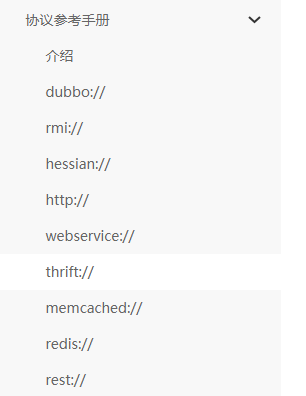 协议参考手册
介绍
dubbo://
rmi://
hessian://
http://
webservice://
thrift://
memcached://
redis://
rest://